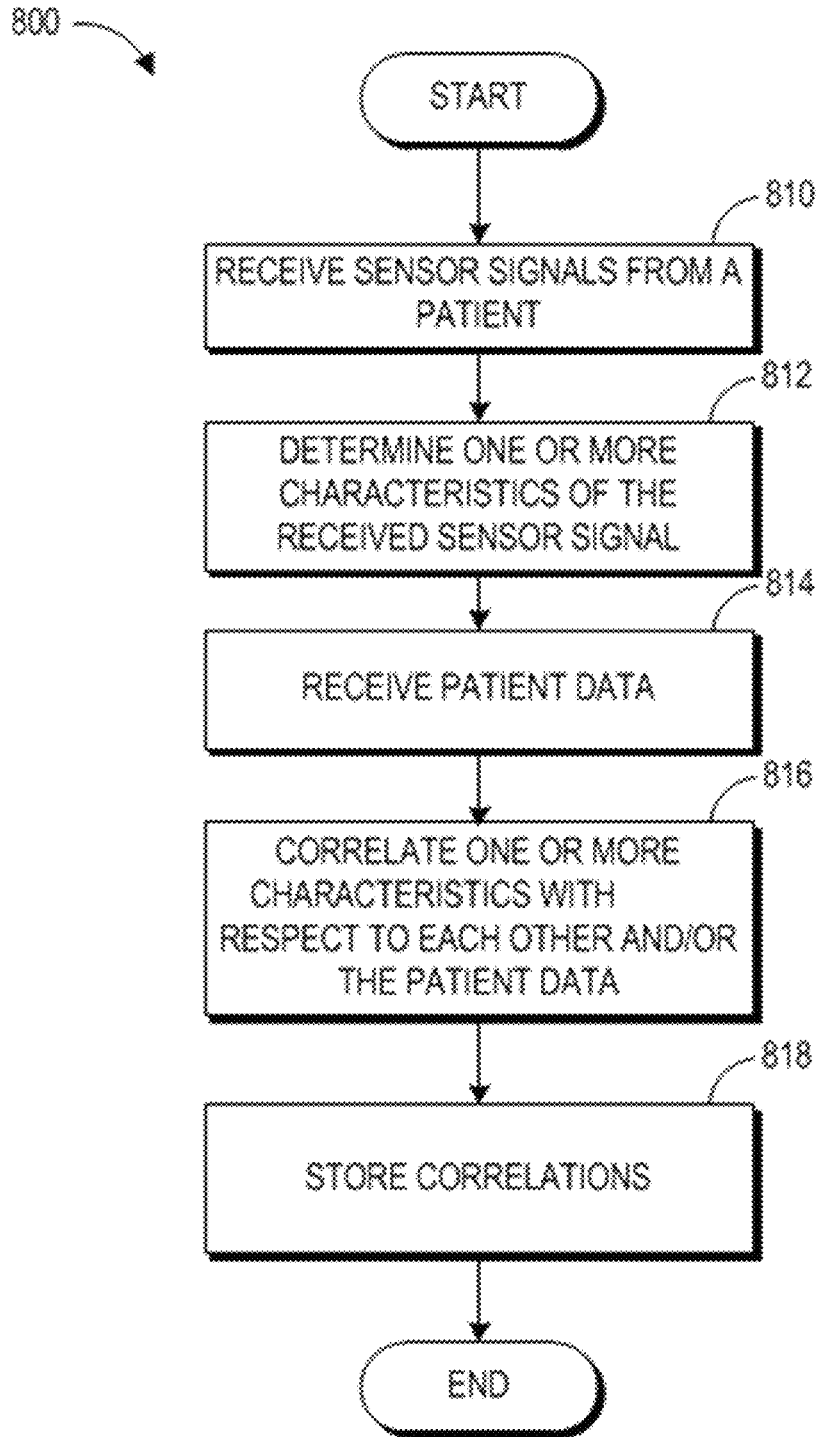 800
START
810
RECEIVE SENSOR SIGNALS FROM A
PATIENT
812
DETERMINE ONE OR MORE
CHARACTERISTICS OF THE
RECEIVED SENSOR SIGNAL
814
RECEIVE PATIENT DATA
816
CORRELATE ONE OR MORE
CHARACTERISTICS WITH
RESPECT TO EACH OTHER AND/OR
THE PATIENT DATA
818
STORE CORRELATIONS
END